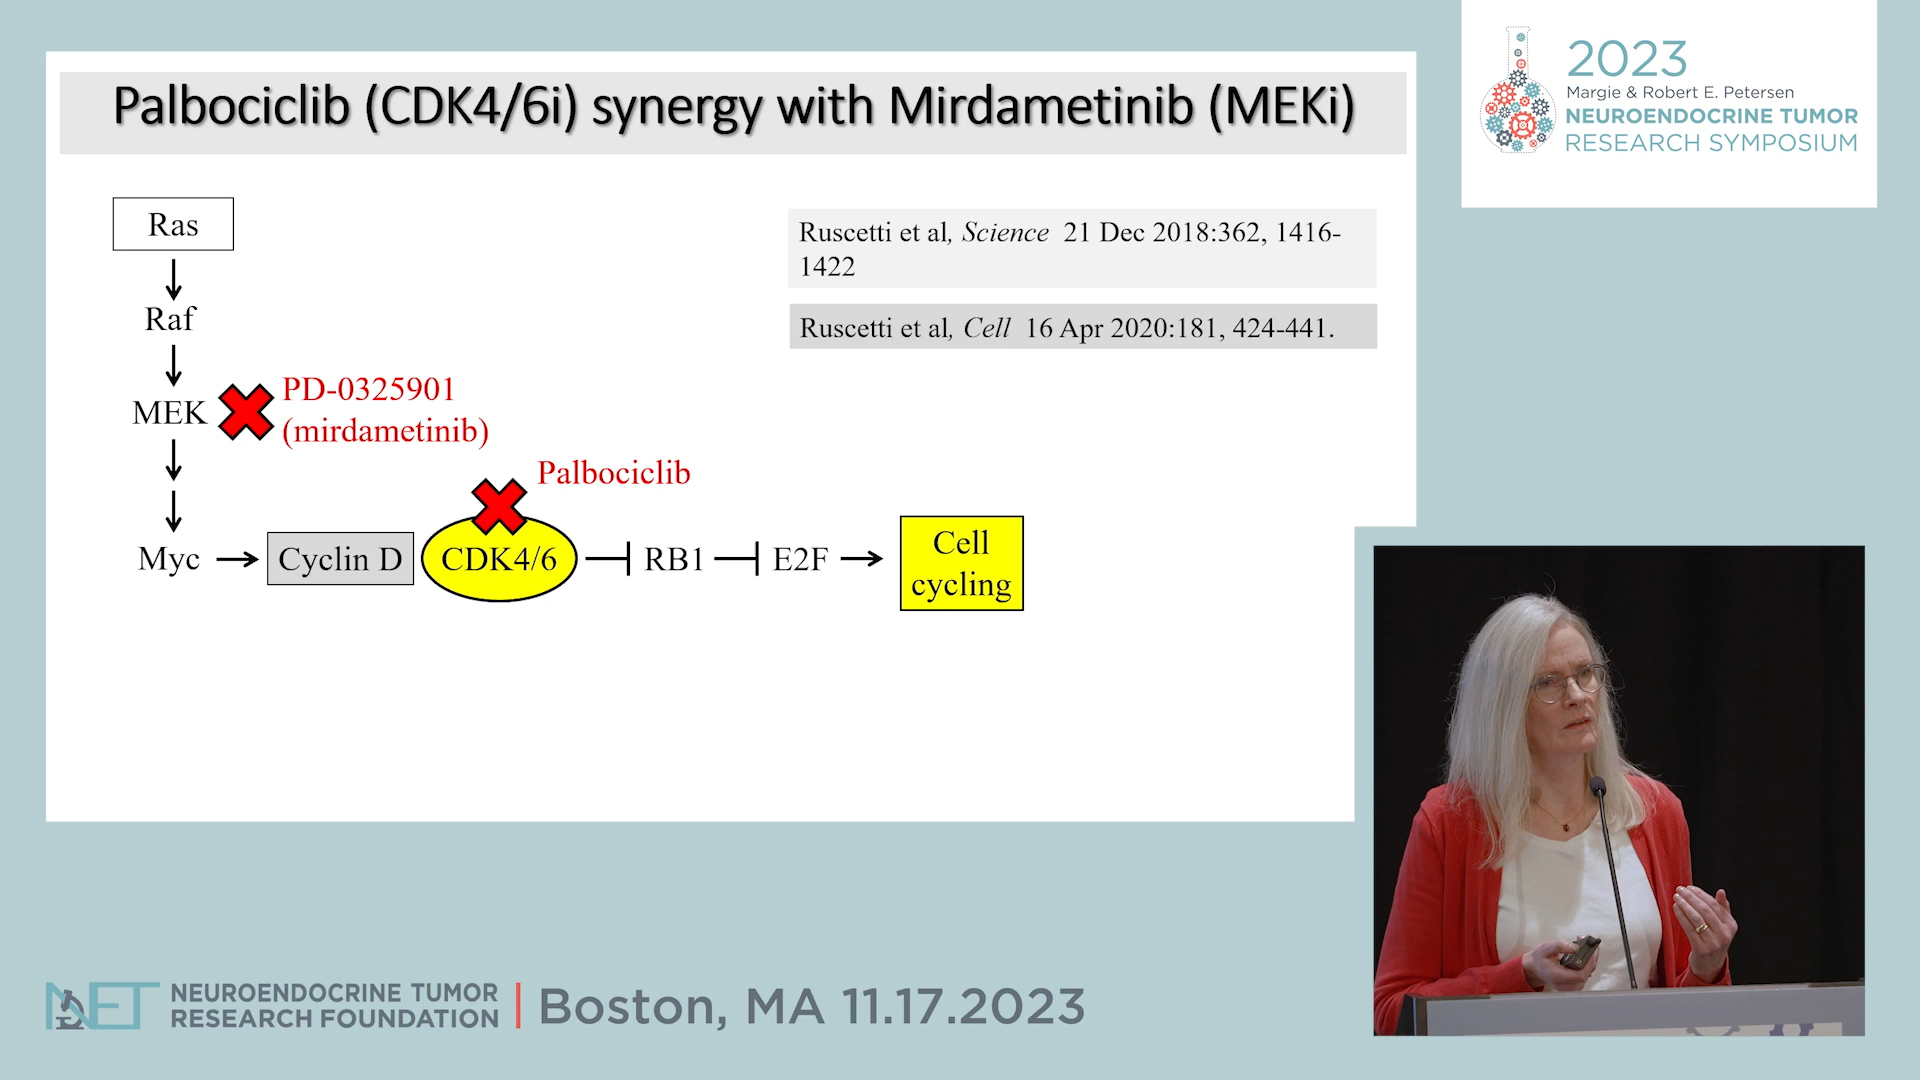 Palbociclib (CDK4/6i) synergy with Mirdametinib (MEKi)
2023
Margie & Robert E. Petersen
NEUROENDOCRINE TUMOR
RESEARCH SYMPOSIUM
Ras
Ruscetti et al, Science 21 Dec 2018:362, 1416-
1422
Raf
Ruscetti et al, Cell 16 Apr 2020:181, 424-441.
MEK
PD-0325901
(mirdametinib)
Palbociclib
Myc
Cyclin D
CDK4/6
RB1
E2F
Cell
cycling
NET
NEUROENDOCRINE TUMOR
RESEARCH FOUNDATION
Boston, MA 11.17.2023